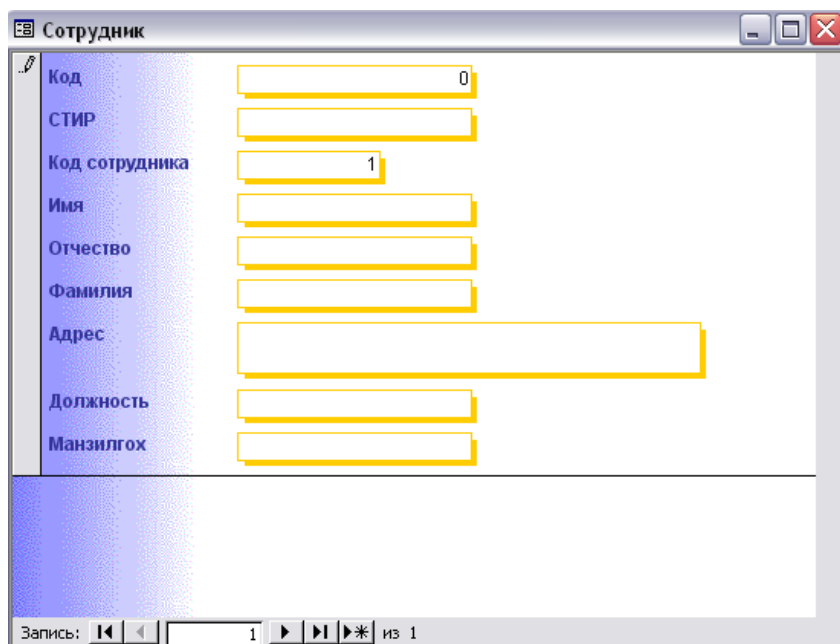 Сотрудник
Код 0
СТИР
Код сотрудника 1
Имя
Отчество
Фамилия
Адрес
Должность
Манзилгох
Запись: 1 из 1